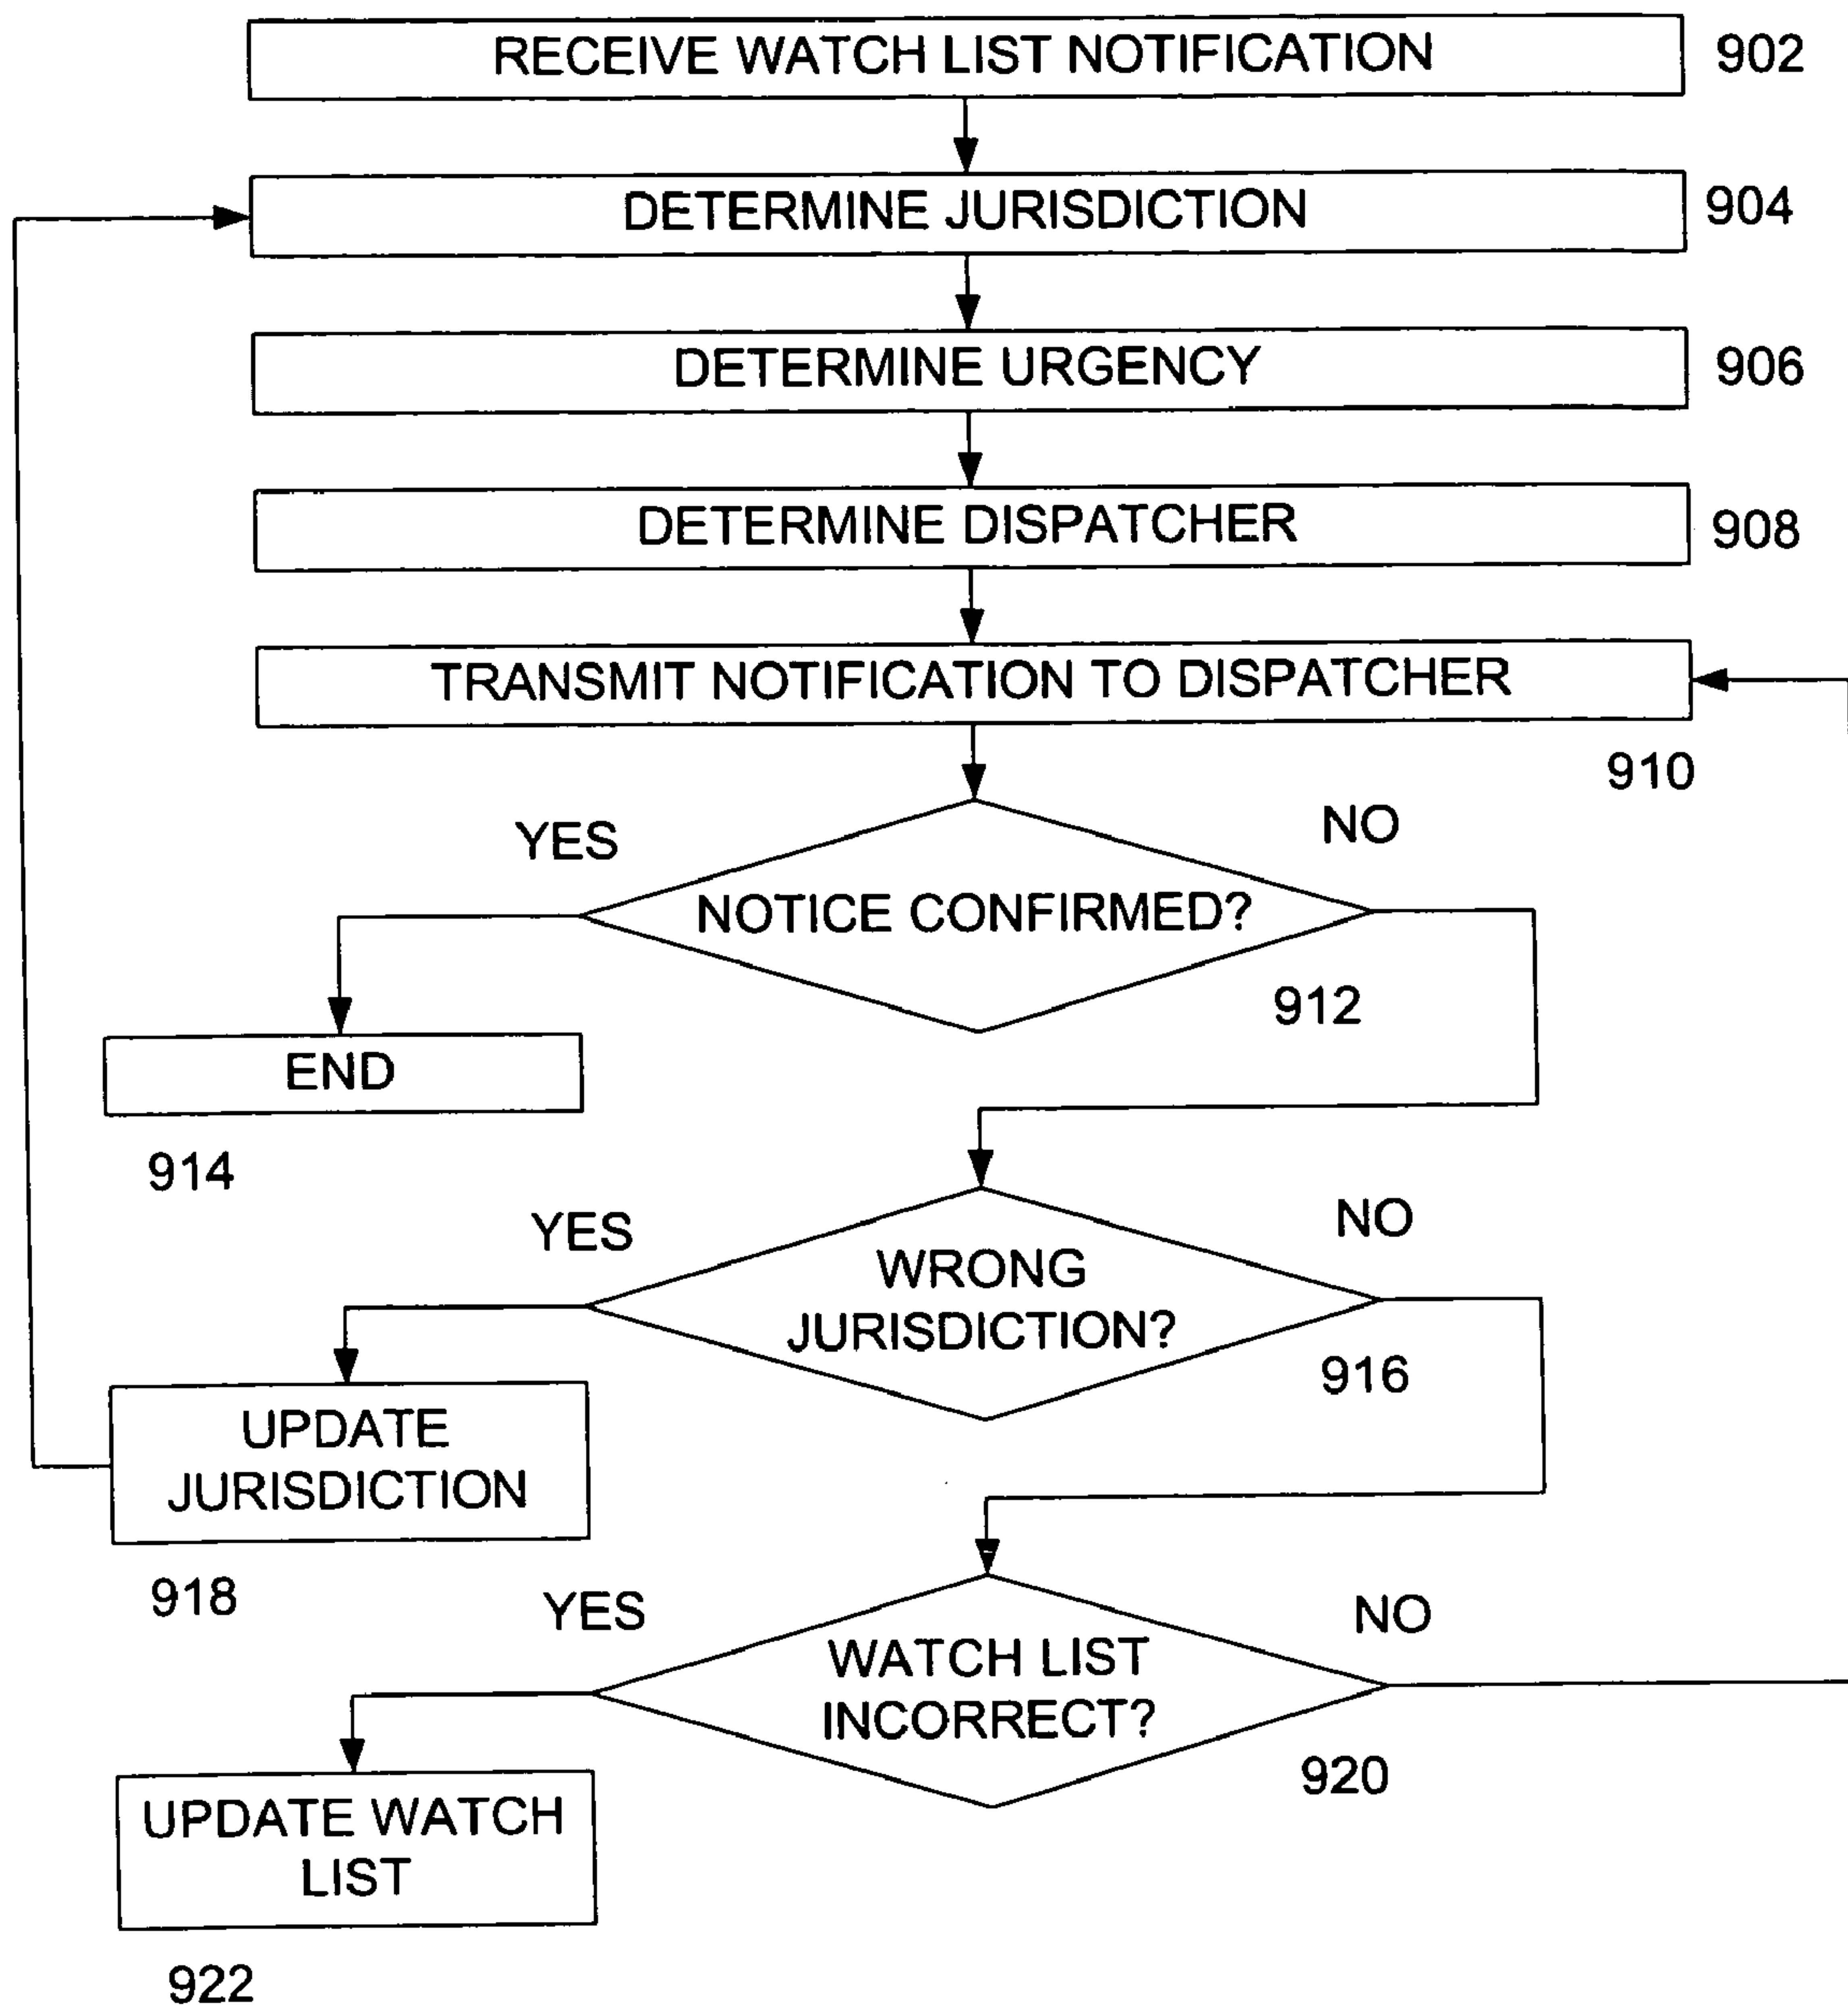 RECEIVE WATCH LIST NOTIFICATION
902
DETERMINE JURISDICTION
904
DETERMINE URGENCY
906
DETERMINE DISPATCHER
908
TRANSMIT NOTIFICATION TO DISPATCHER
910
YES
NO
NOTICE CONFIRMED?
912
END
914
YES
NO
WRONG
JURISDICTION?
916
UPDATE
JURISDICTION
918
YES
NO
WATCH LIST
INCORRECT?
920
UPDATE WATCH
LIST
922